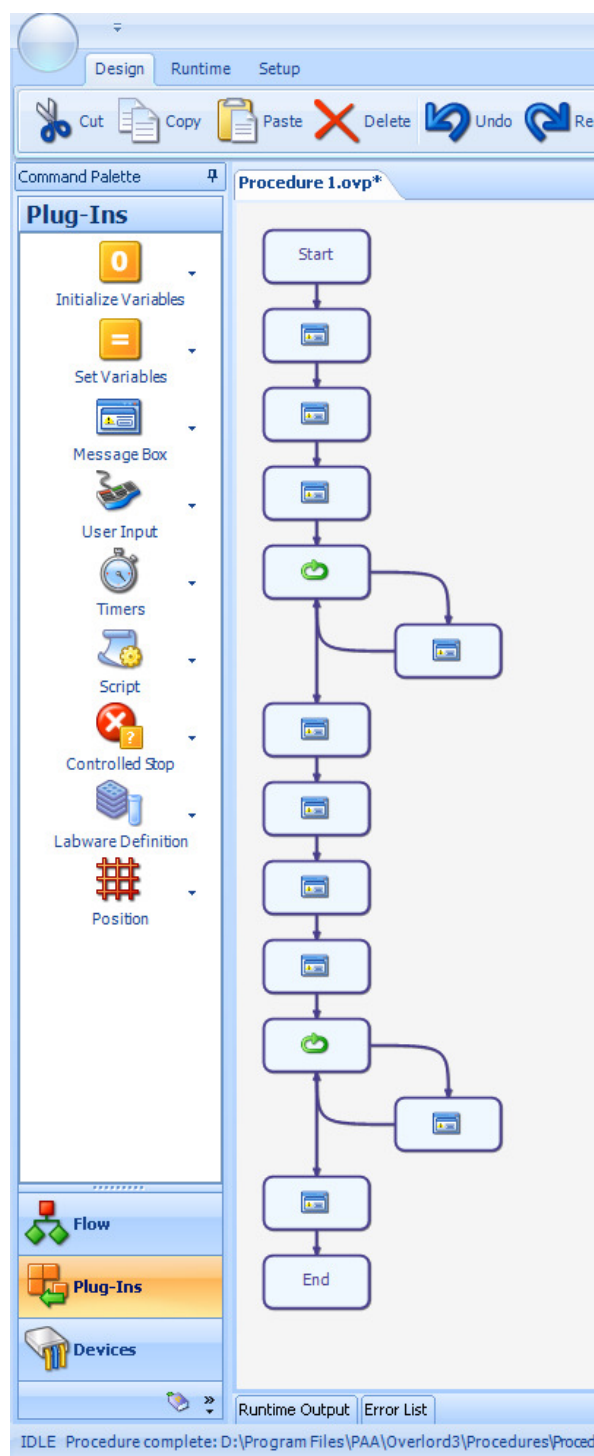 Design Runtime Setup
Cut Copy Paste Delete Undo Re
Command Palette
Procedure 1.ovp*
Plug-Ins
0
Initialize Variables
=
Set Variables
Message Box
User Input
Timers
Script
?
Controlled Stop
Labware Definition
Position
Flow
Plug-Ins
Devices
Start
End
Runtime Output Error List
IDLE Procedure complete: D:\Program Files\PAA\Overlord3\Procedures\Proced